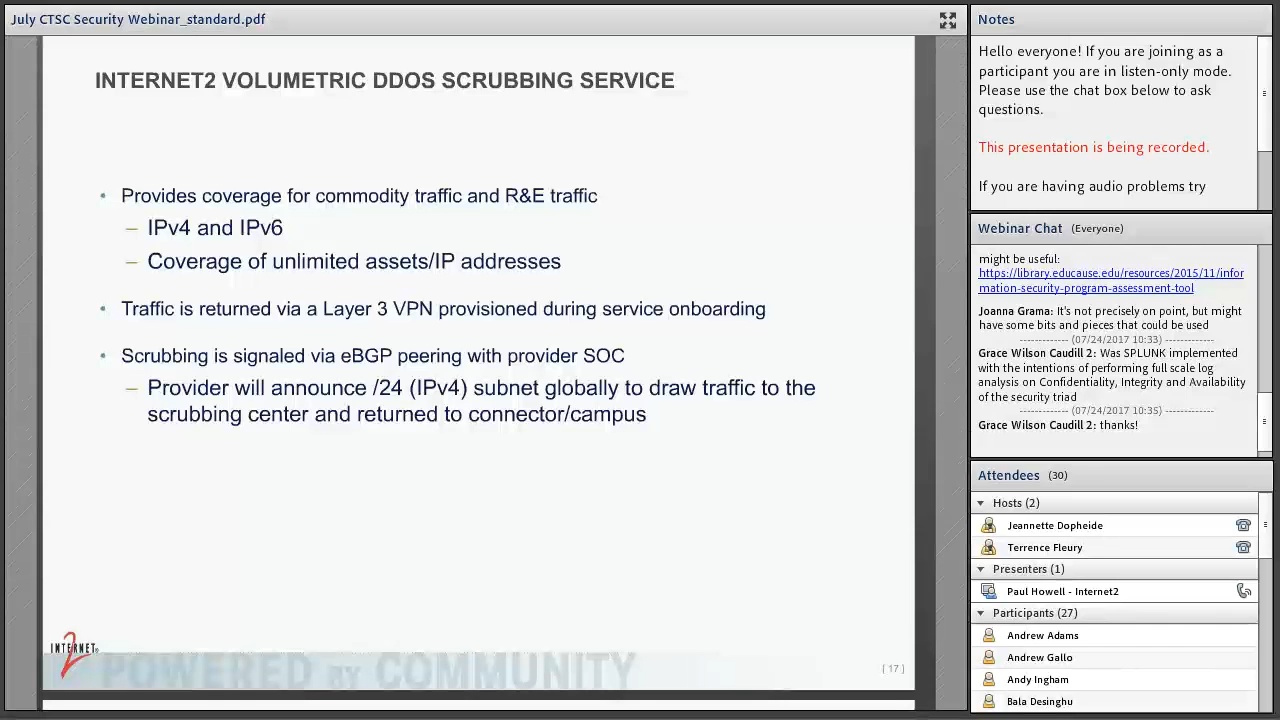 July CTSC Security Webinar_standard.pdf
INTERNET2 VOLUMETRIC DDOS SCRUBBING SERVICE
• Provides coverage for commodity traffic and R&E traffic
– IPv4 and IPv6
– Coverage of unlimited assets/IP addresses
• Traffic is returned via a Layer 3 VPN provisioned during service onboarding
• Scrubbing is signaled via eBGP peering with provider SOC
– Provider will announce /24 (IPv4) subnet globally to draw traffic to the
scrubbing center and returned to connector/campus
INTERNET
2
POWERED BY COMMUNITY
[ 17 ]
Notes
Hello everyone! If you are joining as a
participant you are in listen-only mode.
Please use the chat box below to ask
questions.
This presentation is being recorded.
If you are having audio problems try
Webinar Chat (Everyone)
might be useful:
https://library.educause.edu/resources/2015/11/infor
mation-security-program-assessment-tool
Joanna Grama: It's not precisely on point, but might
have some bits and pieces that could be used
-------------- (07/24/2017 10:33) -------------
Grace Wilson Caudill 2: Was SPLUNK implemented
with the intentions of performing full scale log
analysis on Confidentiality, Integrity and Availability
of the security triad
-------------- (07/24/2017 10:35) -------------
Grace Wilson Caudill 2: thanks!
Attendees (30)
Hosts (2)
Jeannette Dopheide
Terrence Fleury
Presenters (1)
Paul Howell - Internet2
Participants (27)
Andrew Adams
Andrew Gallo
Andy Ingham
Bala Desinghu